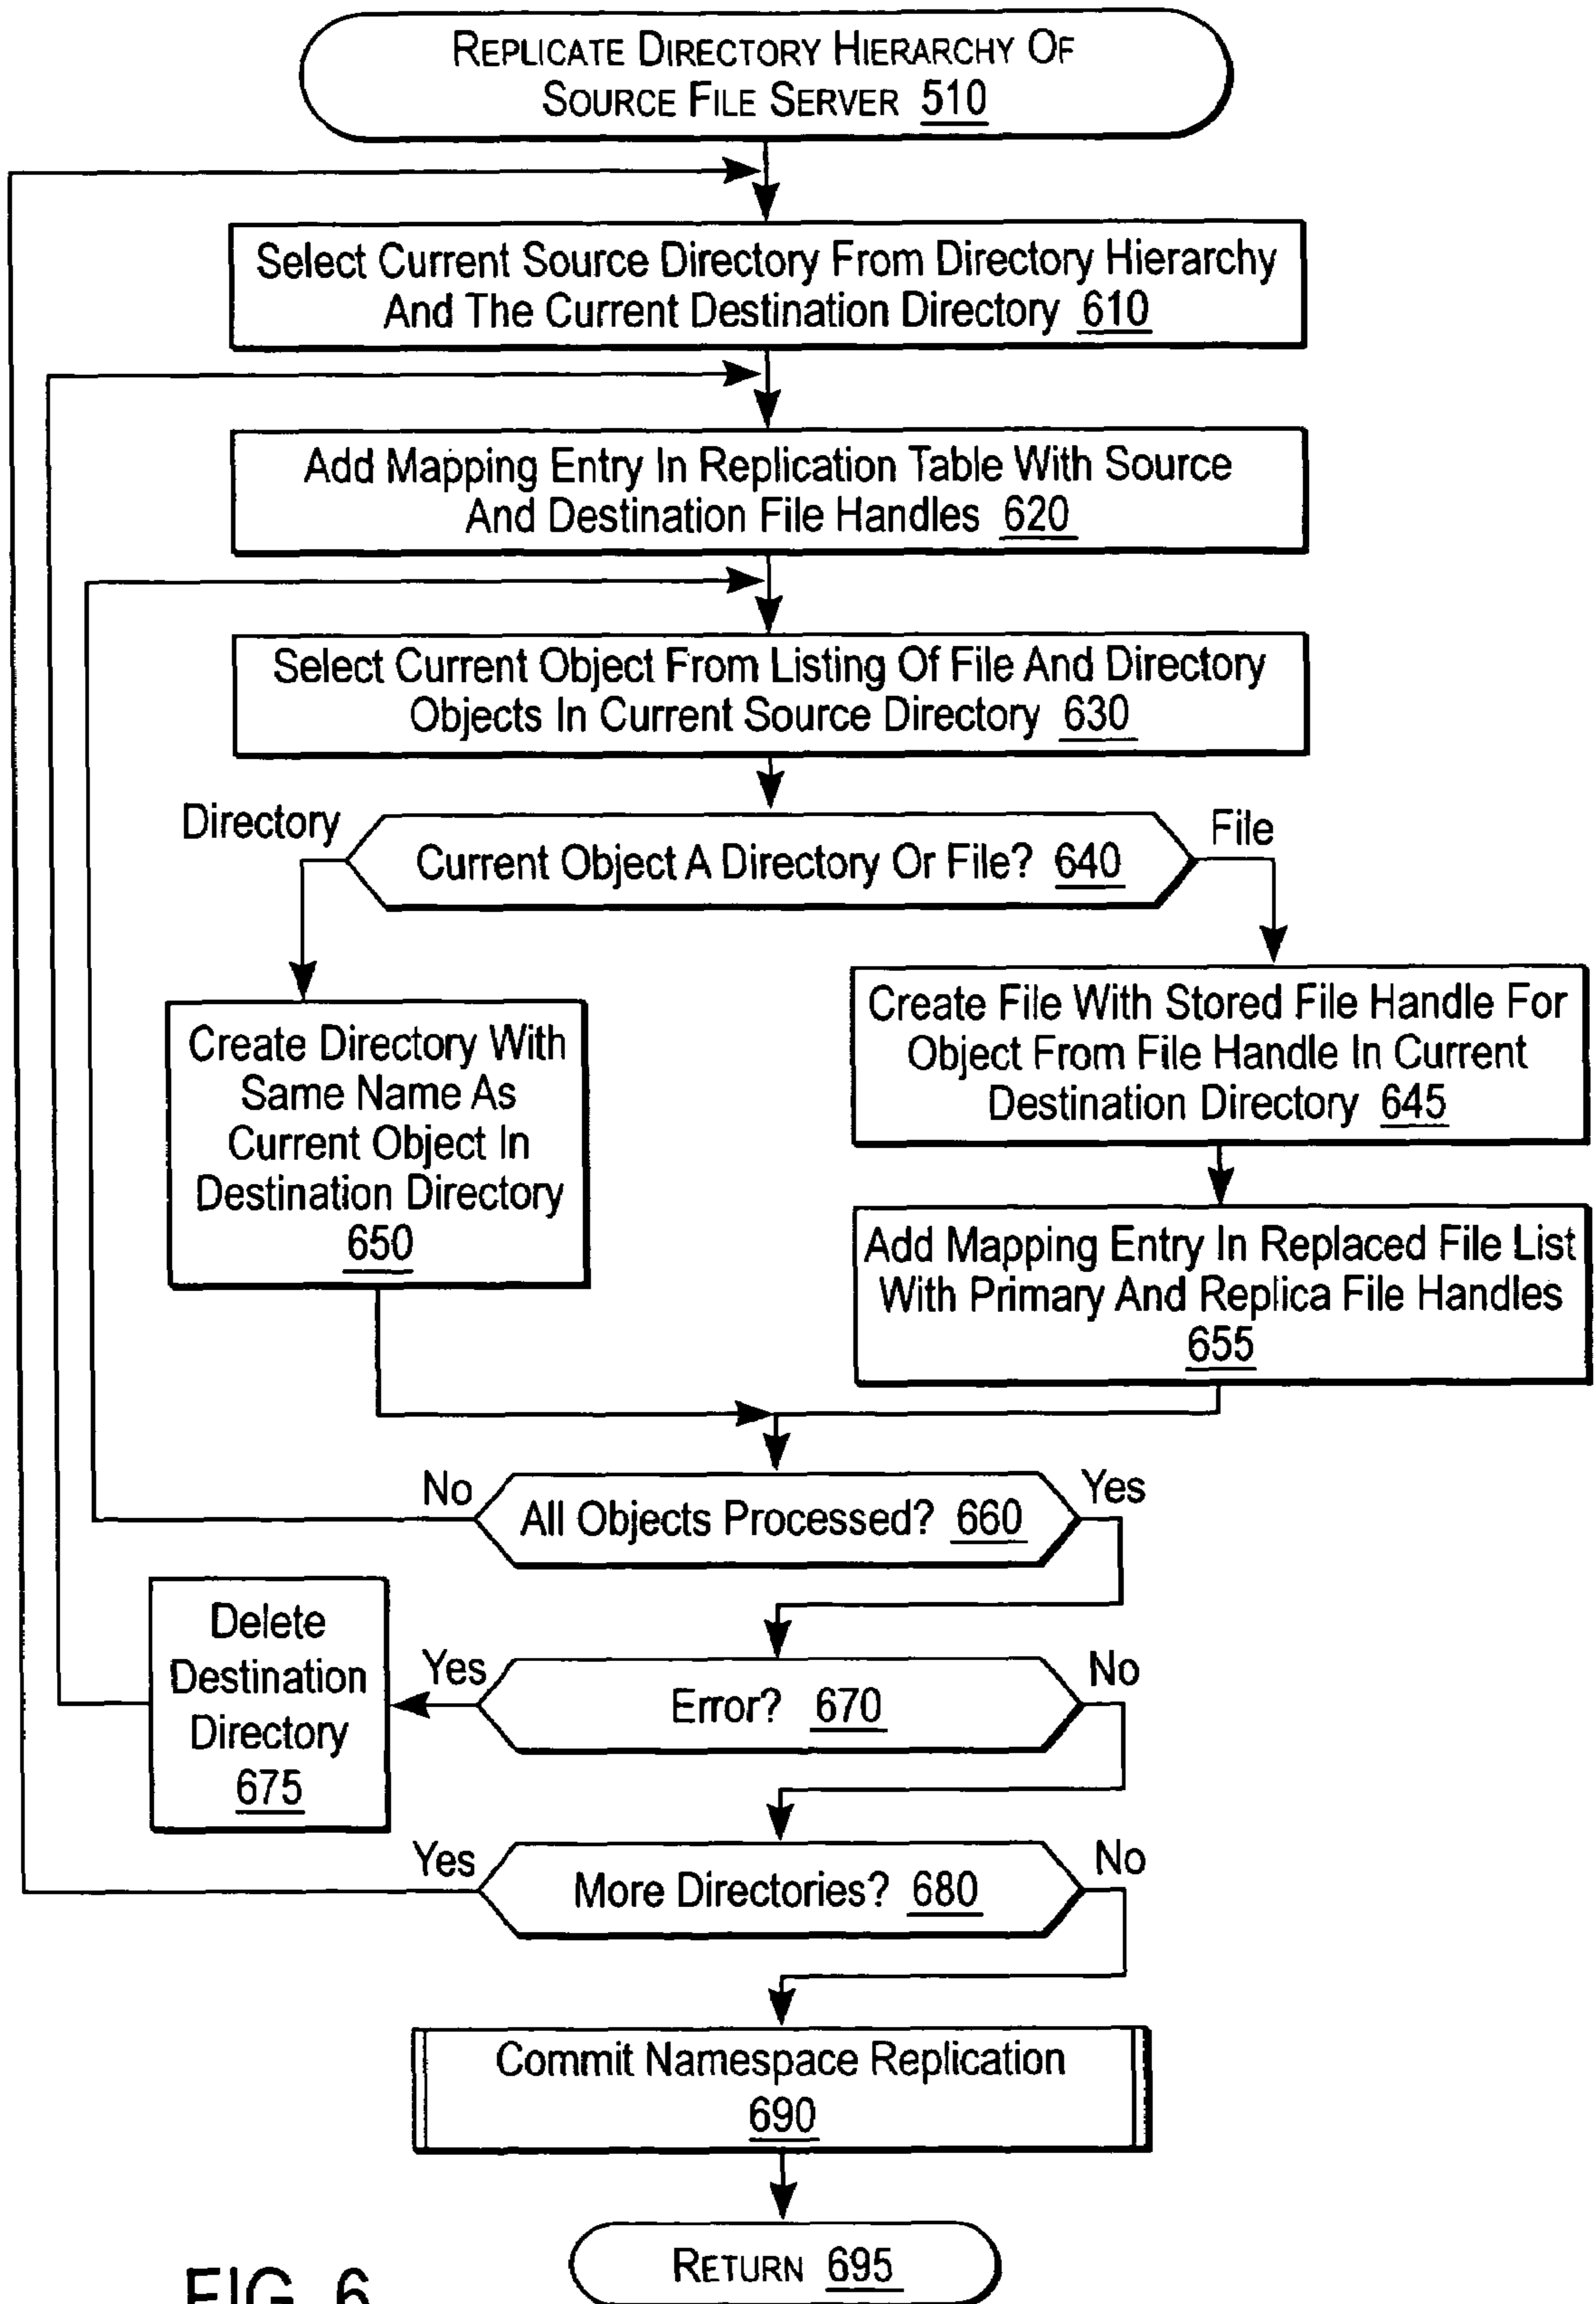 REPLICATE DIRECTORY HIERARCHY OF
SOURCE FILE SERVER 510
Select Current Source Directory From Directory Hierarchy
And The Current Destination Directory 610
Add Mapping Entry In Replication Table With Source
And Destination File Handles 620
Select Current Object From Listing Of File And Directory
Objects In Current Source Directory 630
Directory
Current Object A Directory Or File? 640
File
Create Directory With
Same Name As
Current Object In
Destination Directory
650
Create File With Stored File Handle For
Object From File Handle In Current
Destination Directory 645
Add Mapping Entry In Replaced File List
With Primary And Replica File Handles
655
No
All Objects Processed? 660
Yes
Delete
Destination
Directory
675
Yes
Error? 670
No
Yes
More Directories? 680
No
Commit Namespace Replication
690
RETURN 695
FIG. 6